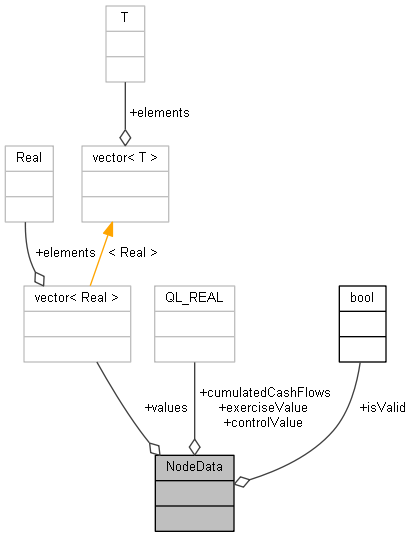 T
+elements
Real
vector< T >
+elements
< Real >
vector< Real >
QL_REAL
bool
+values
+cumulatedCashFlows
+exerciseValue
+controlValue
+isValid
NodeData